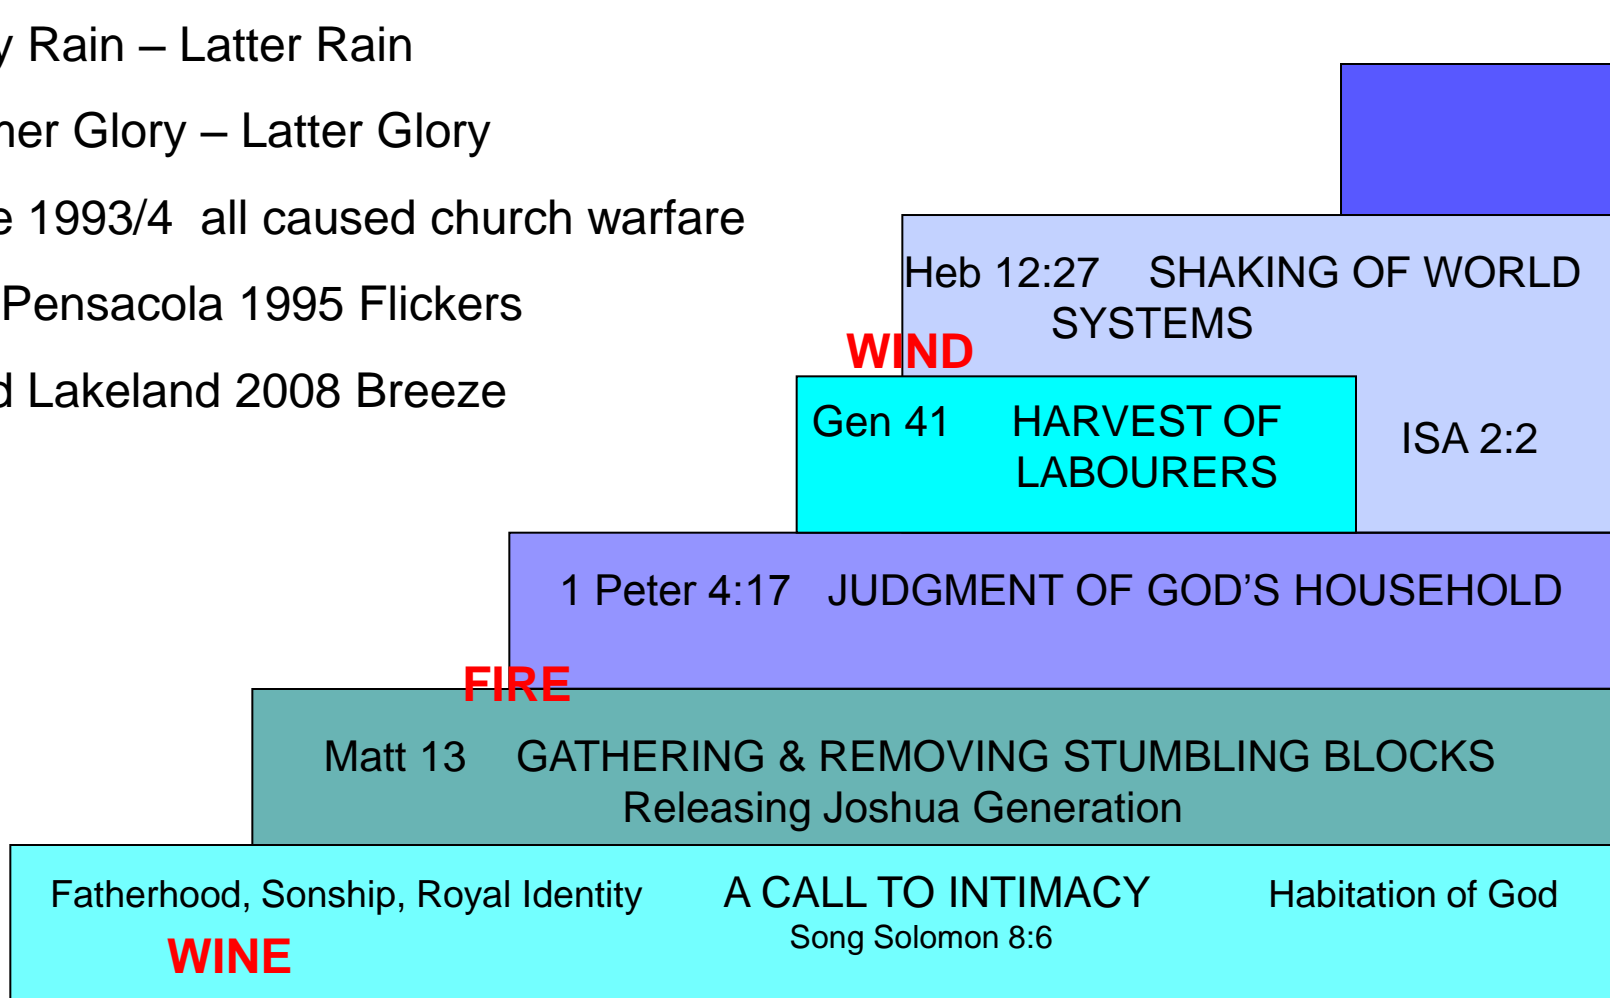 Rain – Latter Rain
Glory – Latter Glory
1993/4 all caused church warfare
Pensacola 1995 Flickers
Lakeland 2008 Breeze
Heb 12:27 SHAKING OF WORLD
SYSTEMS
WIND
Gen 41 HARVEST OF
LABOURERS
ISA 2:2
1 Peter 4:17 JUDGMENT OF GOD'S HOUSEHOLD
FIRE
Matt 13 GATHERING & REMOVING STUMBLING BLOCKS
Releasing Joshua Generation
Fatherhood, Sonship, Royal Identity A CALL TO INTIMACY Habitation of God
Song Solomon 8:6
WINE